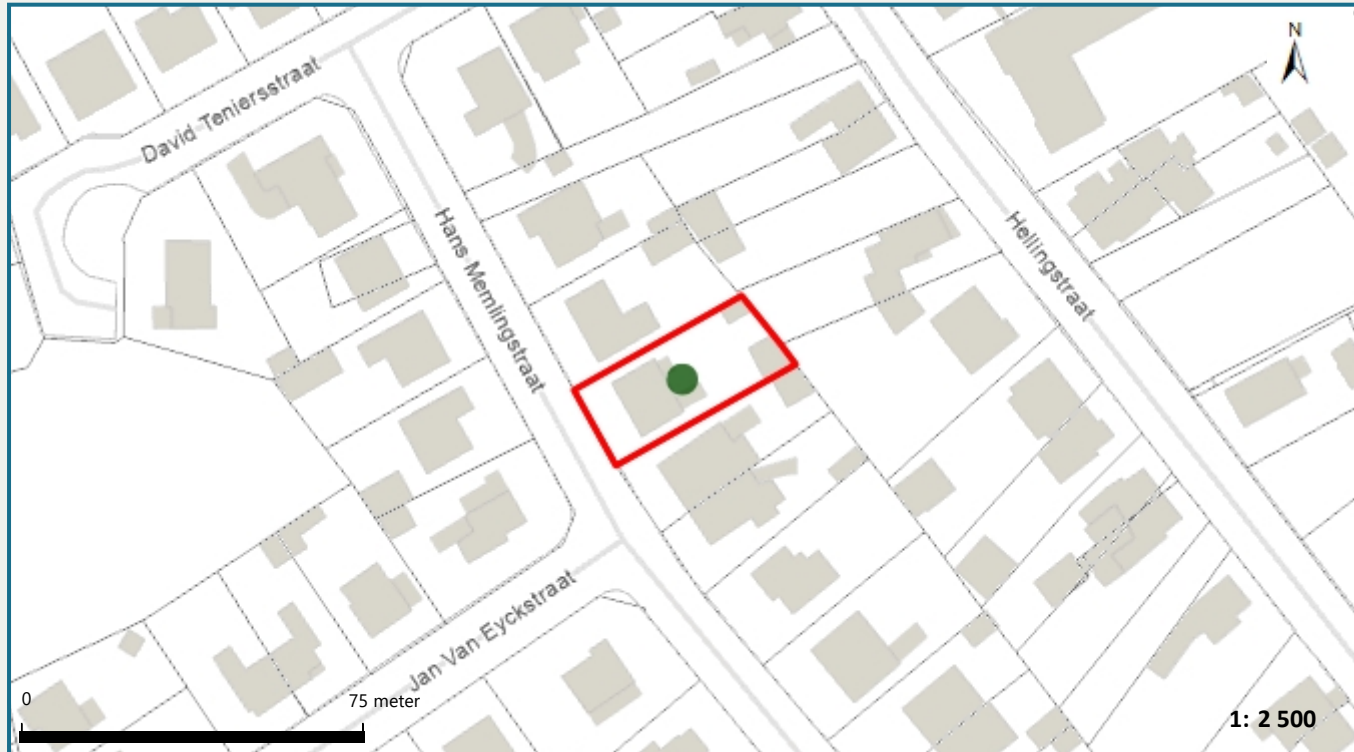 N
David Teniersstraat
Hans Memlingstraat
Hellingstraat
Jan Van Eyckstraat
0
75 meter
1: 2 500